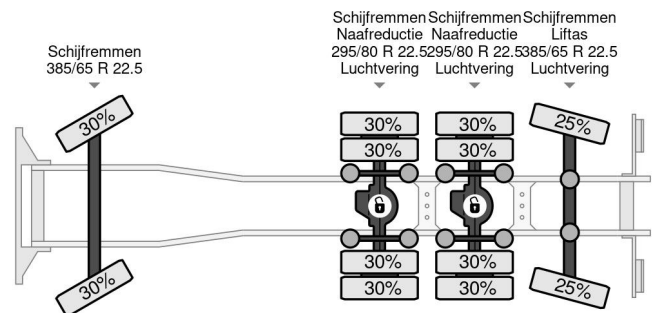 Schijfremmen
385/65 R 22.5
Schijfremmen
Naafreductie
295/80 R 22.5
Luchtvering
Schijfremmen
Naafreductie
295/80 R 22.5
Luchtvering
Schijfremmen
Liftas
385/65 R 22.5
Luchtvering
30%
30%
30%
25%
30%
30%
30%
30%
30%
25%
30%
30%